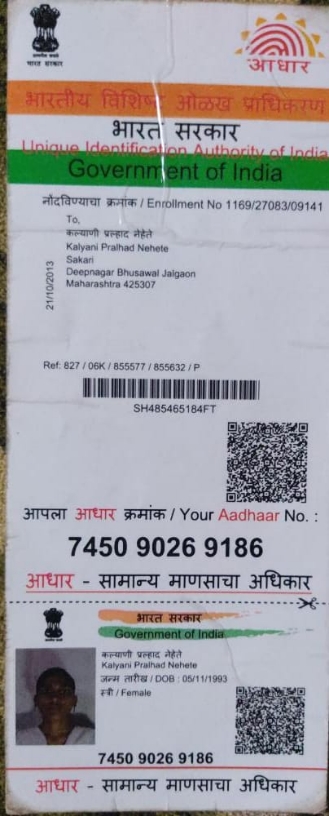 भारत सरकार
आधार
भारतीय विशिष्ट ओळख प्राधिकरण
भारत सरकार
Unique Identification Authority of India
Government of India
नोंदविण्याचा क्रमांक / Enrollment No 1169/27083/09141
To,
कल्याणी प्रल्हाद नेहेते
Kalyani Pralhad Nehete
Sakari
Deepnagar Bhusawal Jalgaon
Maharashtra 425307
21/10/2013
Ref: 827 / 06K / 855577 / 855632 / P
SH485465184FT
आपला आधार क्रमांक / Your Aadhaar No. :
7450 9026 9186
आधार - सामान्य माणसाचा अधिकार
भारत सरकार
Government of India
कल्याणी प्रल्हाद नेहेते
Kalyani Pralhad Nehete
जन्म तारीख / DOB : 05/11/1993
स्त्री / Female
7450 9026 9186
आधार - सामान्य माणसाचा अधिकार